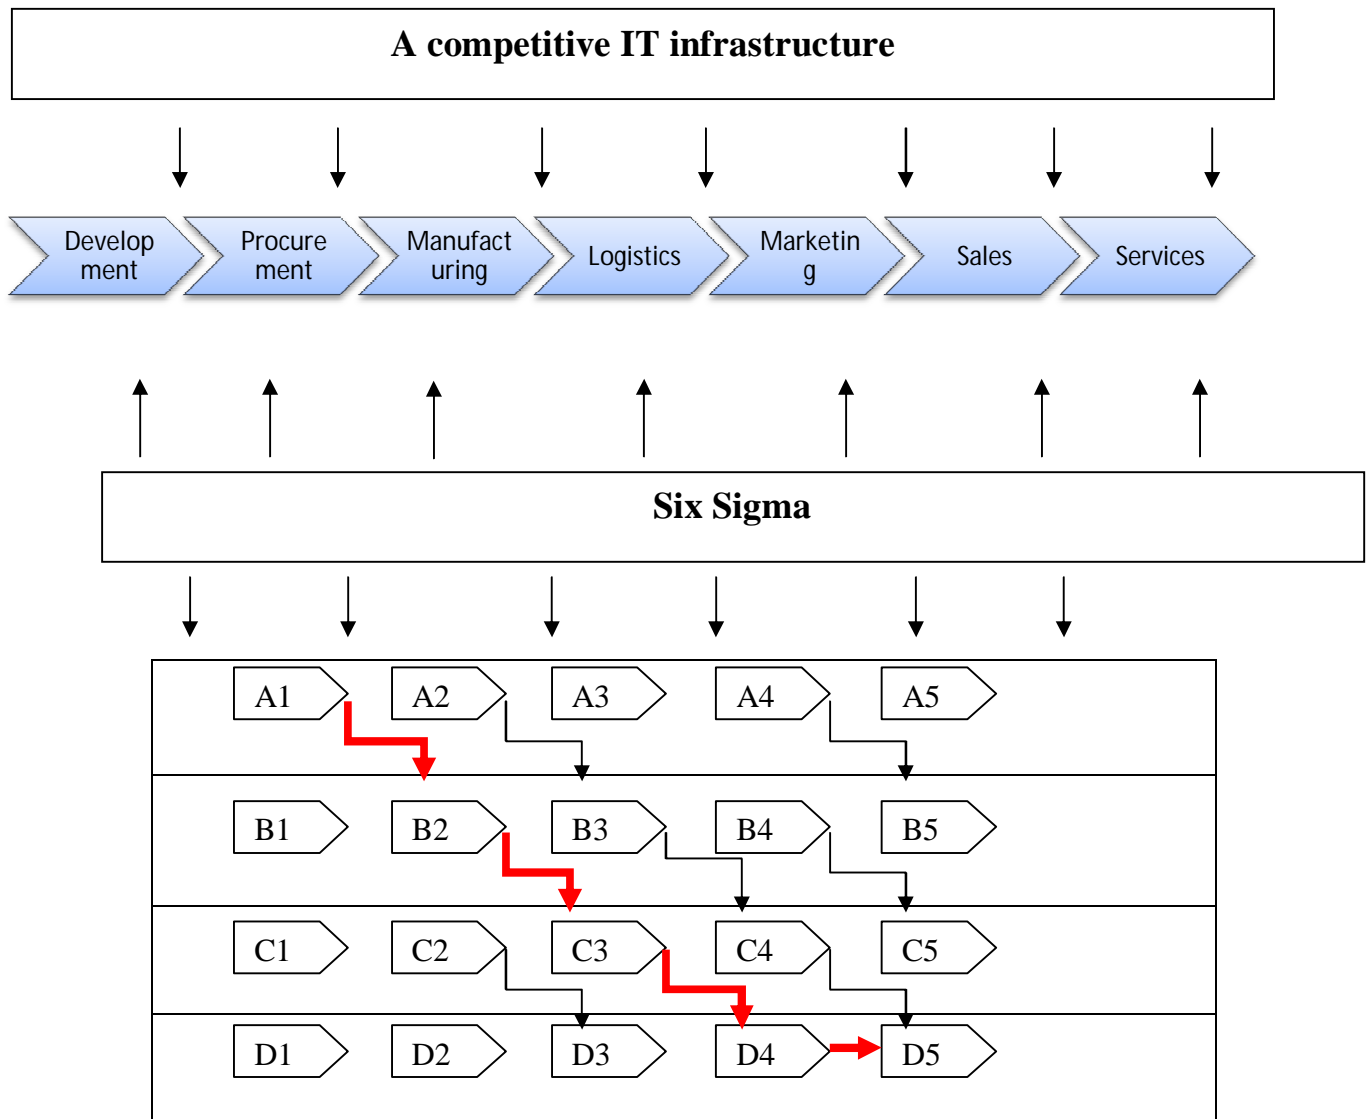 A competitive IT infrastructure
Develop
ment
Procure
ment
Manufact
uring
Logistics
Marketin
g
Sales
Services
Six Sigma
A1
A2
A3
A4
A5
B1
B2
B3
B4
B5
C1
C2
C3
C4
C5
D1
D2
D3
D4
D5